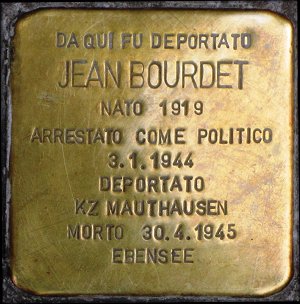 DA QUI FU DEPORTATO
JEAN BOURDET
NATO 1919
ARRESTATO COME POLITICO
3.1.1944
DEPORTATO
KZ MAUTHAUSEN
MORTO 30.4.1945
EBENSEE